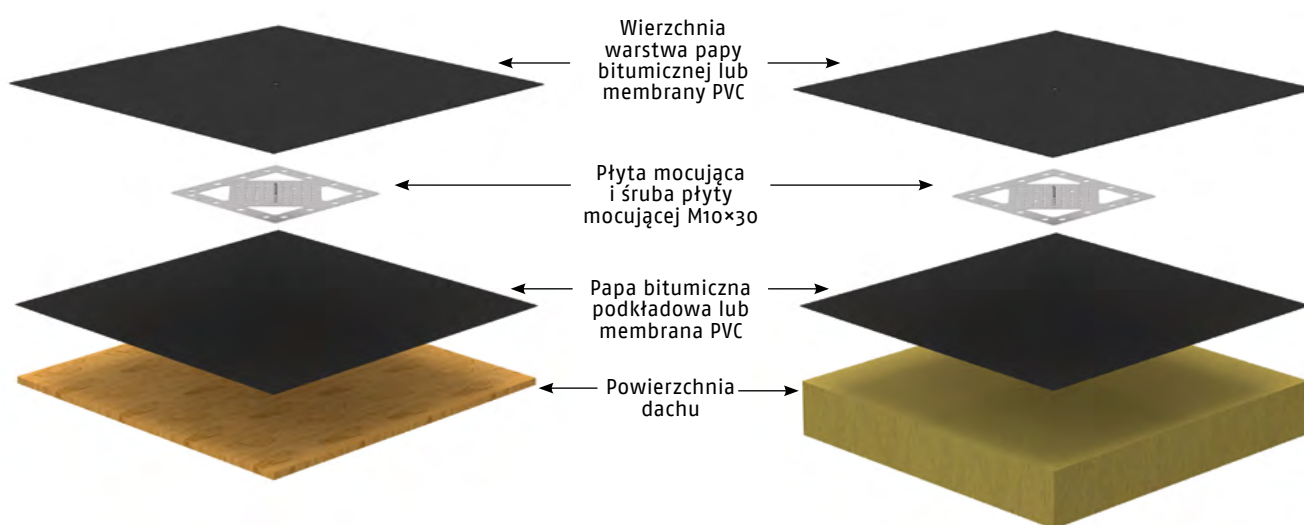 Wierzchnia
warstwa papy
bitumicznej lub
membrany PVC
Płyta mocująca
i śruba płyty
mocującej M10×30
Papa bitumiczna
podkładowa lub
membrana PVC
Powierzchnia
dachu